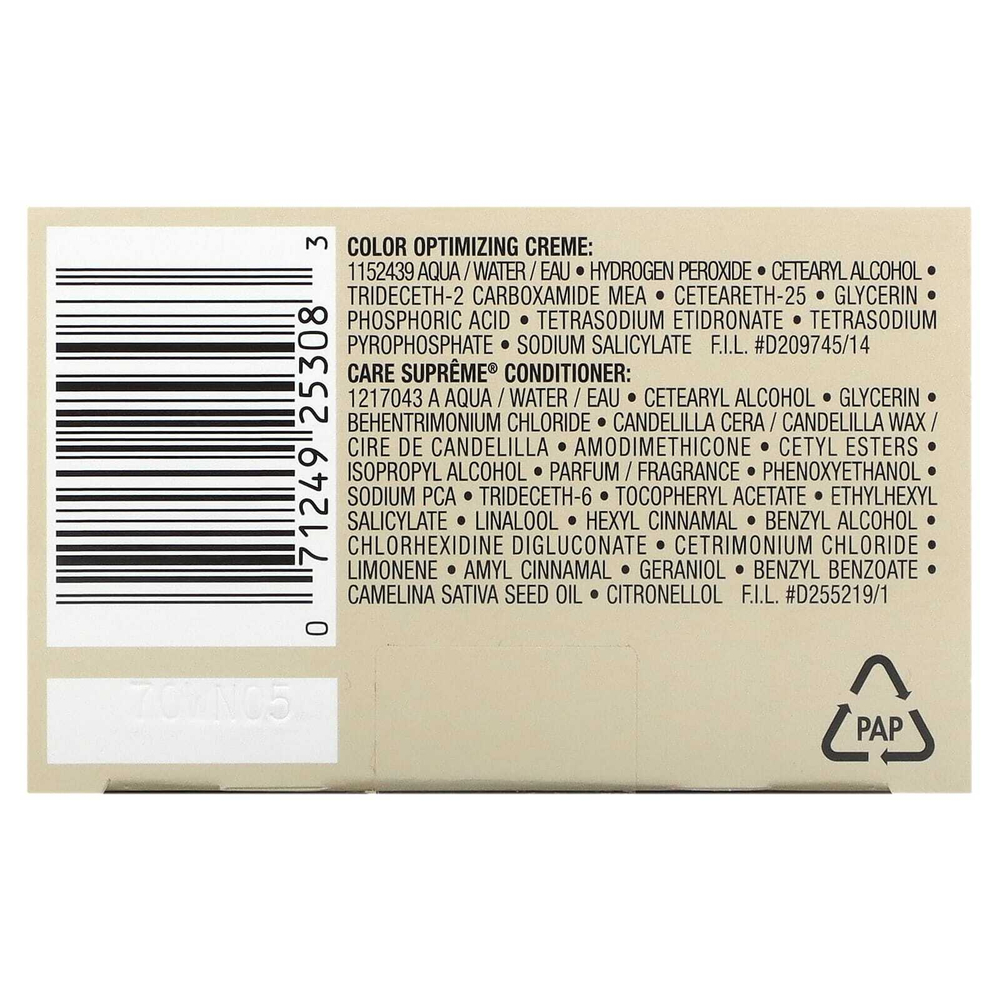 0 71249 25308 3
COLOR OPTIMIZING CREME:
1152439 AQUA / WATER / EAU • HYDROGEN PEROXIDE • CETEARYL ALCOHOL •
TRIDECETH-2 CARBOXAMIDE MEA • CETEARETH-25 • GLYCERIN •
PHOSPHORIC ACID • TETRASODIUM ETIDRONATE • TETRASODIUM
PYROPHOSPHATE • SODIUM SALICYLATE F.I.L. #D209745/14
CARE SUPRÊME® CONDITIONER:
1217043 A AQUA / WATER / EAU • CETEARYL ALCOHOL • GLYCERIN •
BEHENTRIMONIUM CHLORIDE • CANDELILLA CERA / CANDELILLA WAX /
CIRE DE CANDELILLA • AMODIMETHICONE • CETYL ESTERS •
ISOPROPYL ALCOHOL • PARFUM / FRAGRANCE • PHENOXYETHANOL •
SODIUM PCA • TRIDECETH-6 • TOCOPHERYL ACETATE • ETHYLHEXYL
SALICYLATE • LINALOOL • HEXYL CINNAMAL • BENZYL ALCOHOL •
CHLORHEXIDINE DIGLUCONATE • CETRIMONIUM CHLORIDE •
LIMONENE • AMYL CINNAMAL • GERANIOL • BENZYL BENZOATE •
CAMELINA SATIVA SEED OIL • CITRONELLOL F.I.L. #D255219/1
PAP